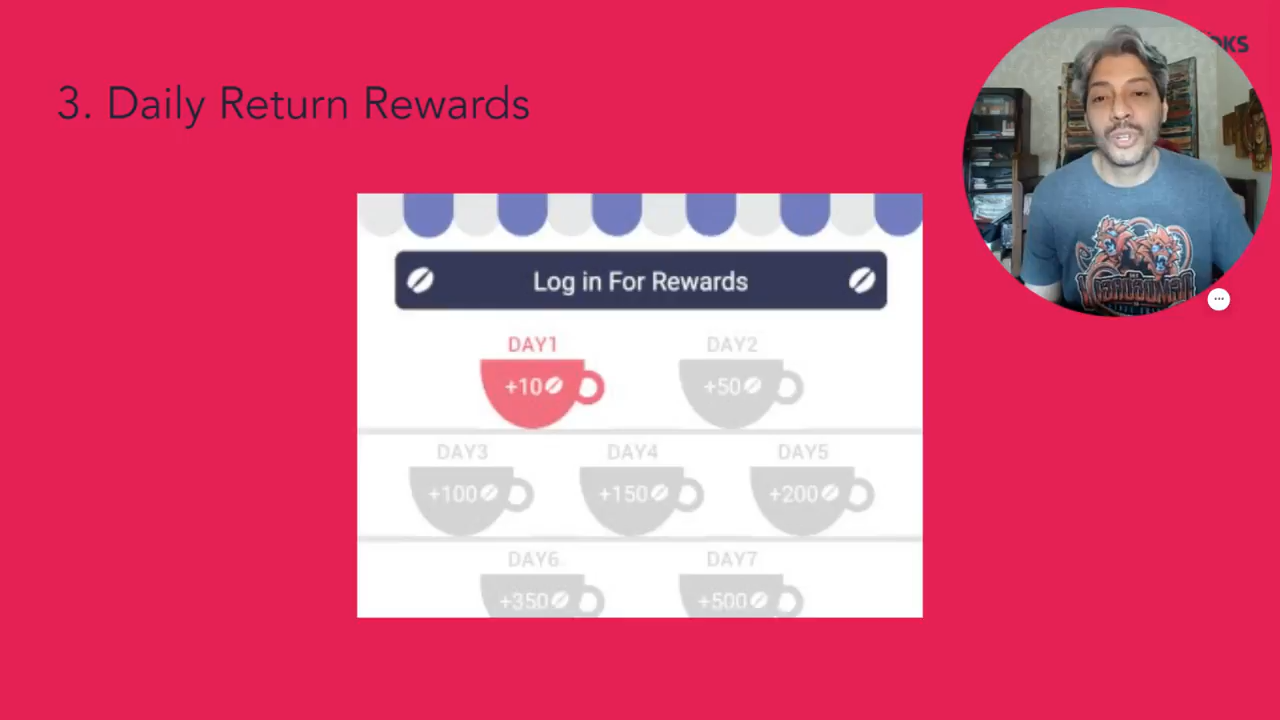 3. Daily Return Rewards
Log in For Rewards
DAY1 DAY2
+10 +50
DAY3 DAY4 DAY5
+100 +150 +200
DAY6 DAY7
+350 +500